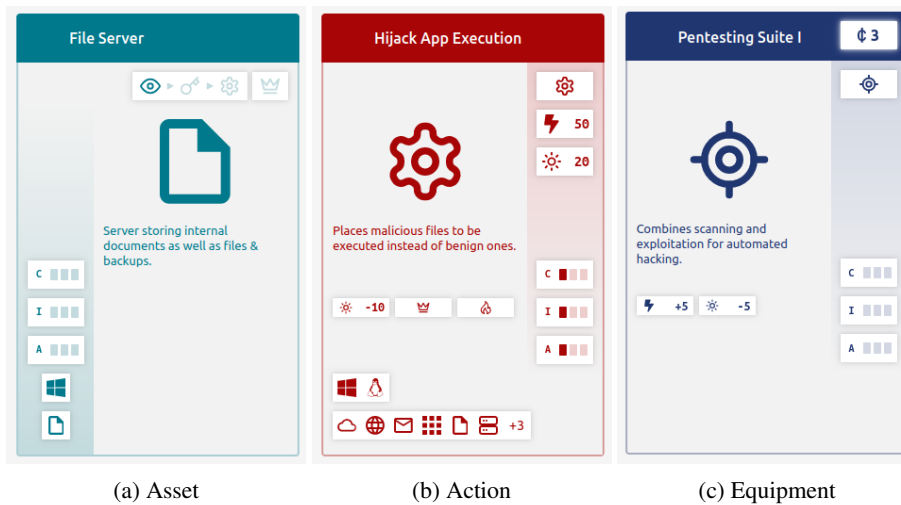 File Server
Server storing internal
documents as well as files &
backups.
C
I
A
Hijack App Execution
50
20
Places malicious files to be
executed instead of benign ones.
-10
C
I
A
+3
Pentesting Suite I
₵ 3
Combines scanning and
exploitation for automated
hacking.
+5 -5
C
I
A
(a) Asset
(b) Action
(c) Equipment